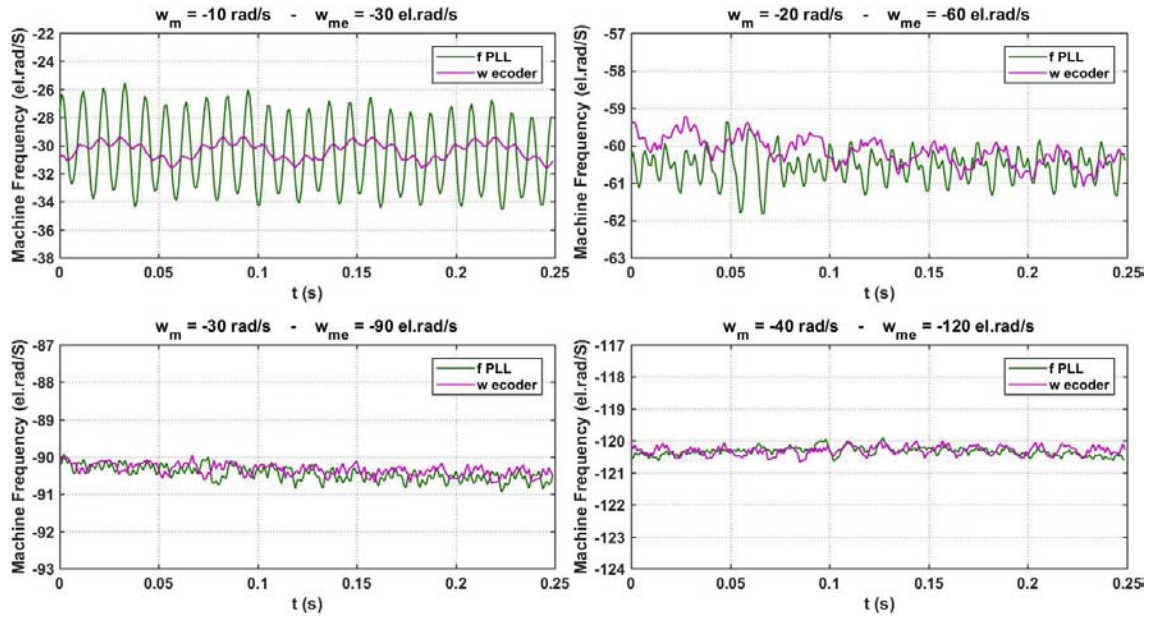 w_m = -10 rad/s - w_me = -30 el.rad/s
Machine Frequency (el.rad/S)
-22
-24
-26
-28
-30
-32
-34
-36
-38
f PLL
w ecoder
0
0.05
0.1
0.15
0.2
0.25
t (s)
w_m = -20 rad/s - w_me = -60 el.rad/s
Machine Frequency (el.rad/S)
-57
-58
-59
-60
-61
-62
-63
f PLL
w ecoder
0
0.05
0.1
0.15
0.2
0.25
t (s)
w_m = -30 rad/s - w_me = -90 el.rad/s
Machine Frequency (el.rad/S)
-87
-88
-89
-90
-91
-92
-93
f PLL
w ecoder
0
0.05
0.1
0.15
0.2
0.25
t (s)
w_m = -40 rad/s - w_me = -120 el.rad/s
Machine Frequency (el.rad/S)
-117
-118
-119
-120
-121
-122
-123
-124
f PLL
w ecoder
0
0.05
0.1
0.15
0.2
0.25
t (s)